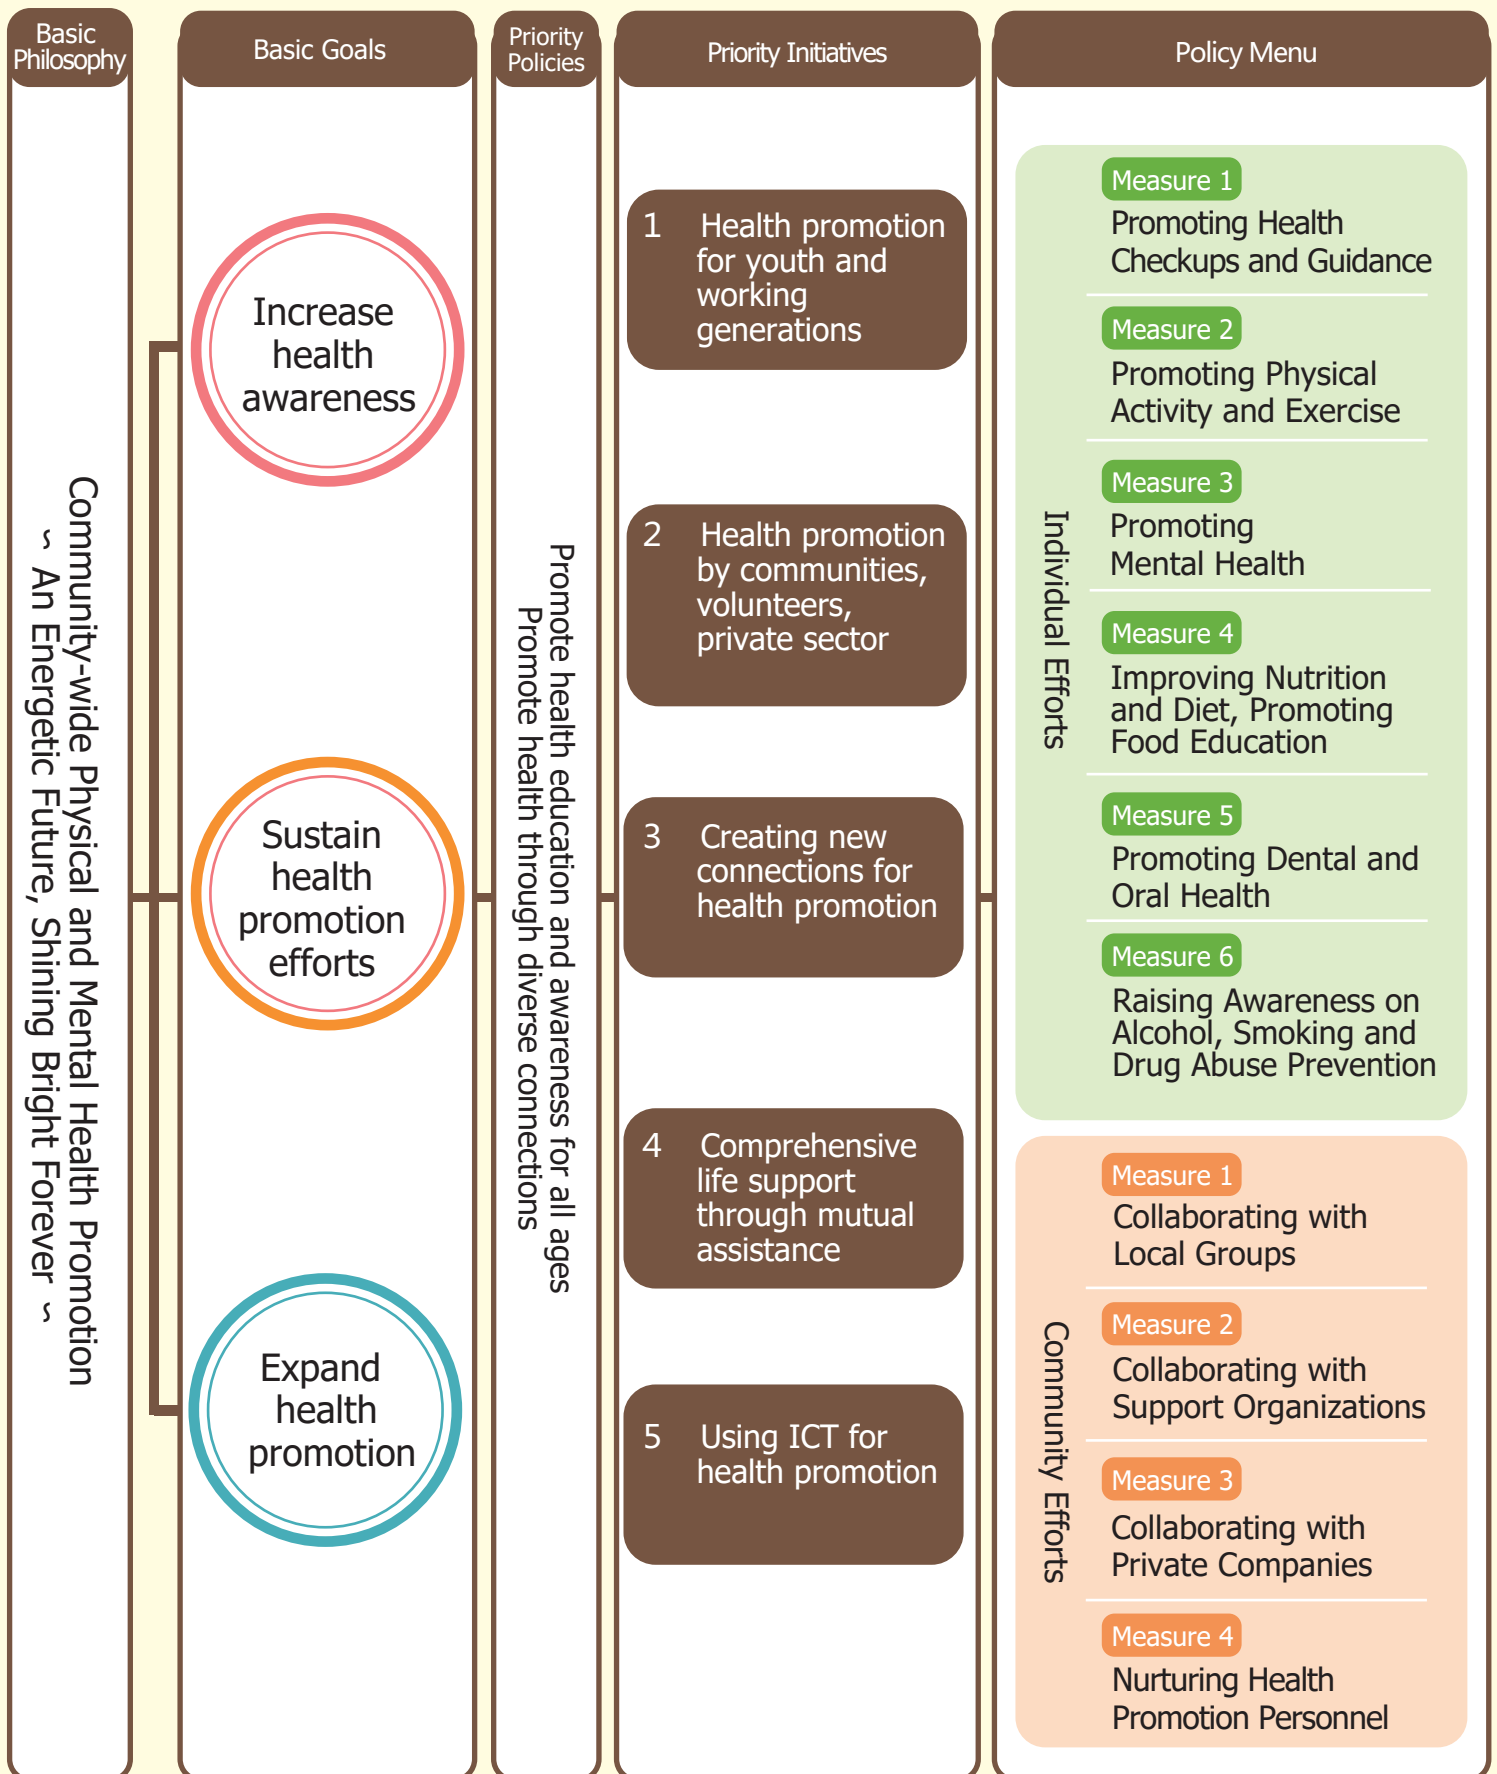 Basic
Philosophy
Basic Goals
Priority
Policies
Priority Initiatives
Policy Menu
Community-wide Physical and Mental Health Promotion
~ An Energetic Future, Shining Bright Forever ~
Increase
health
awareness
Sustain
health
promotion
efforts
Expand
health
promotion
Promote health education and awareness for all ages
Promote health through diverse connections
1 Health promotion
for youth and
working
generations
2 Health promotion
by communities,
volunteers,
private sector
3 Creating new
connections for
health promotion
4 Comprehensive
life support
through mutual
assistance
5 Using ICT for
health promotion
Individual Efforts
Measure 1
Promoting Health
Checkups and Guidance
Measure 2
Promoting Physical
Activity and Exercise
Measure 3
Promoting
Mental Health
Measure 4
Improving Nutrition
and Diet, Promoting
Food Education
Measure 5
Promoting Dental and
Oral Health
Measure 6
Raising Awareness on
Alcohol, Smoking and
Drug Abuse Prevention
Community Efforts
Measure 1
Collaborating with
Local Groups
Measure 2
Collaborating with
Support Organizations
Measure 3
Collaborating with
Private Companies
Measure 4
Nurturing Health
Promotion Personnel